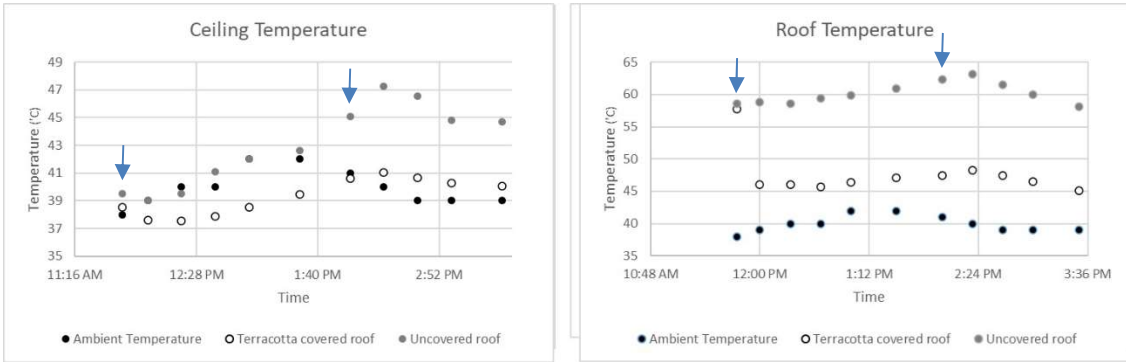 Ceiling Temperature
49
47
45
43
41
39
37
35
Temperature (°C)
11:16 AM 12:28 PM 1:40 PM 2:52 PM
Time
Ambient Temperature Terracotta covered roof Uncovered roof
Roof Temperature
65
60
55
50
45
40
35
Temperature (°C)
10:48 AM 12:00 PM 1:12 PM 2:24 PM 3:36 PM
Time
Ambient Temperature Terracotta covered roof Uncovered roof